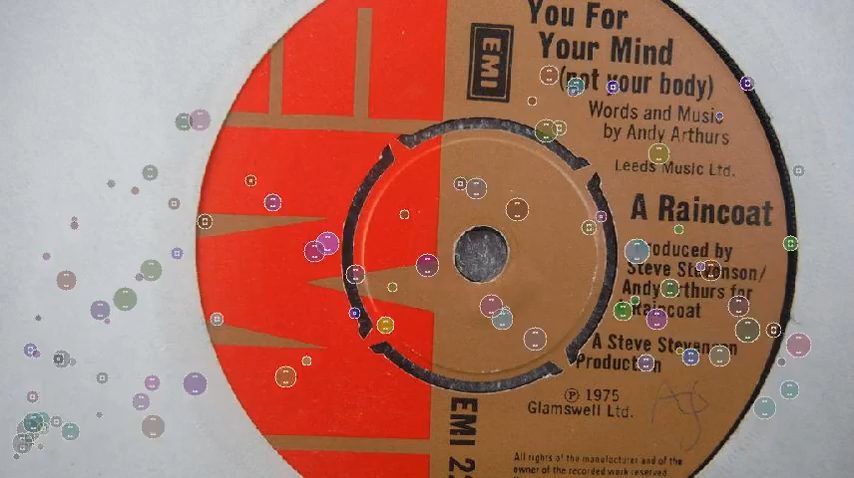 You For
Your Mind
(not your body)
EMI
Words and Music
by Andy Arthurs
Leeds Music Ltd.
A Raincoat
Produced by
Steve Stevenson/
Andy Arthurs for
Raincoat
A Steve Stevenson
Production
℗ 1975
Glamswell Ltd.
EMI 2
All rights of the manufacturer and of the
owner of the recorded work reserved